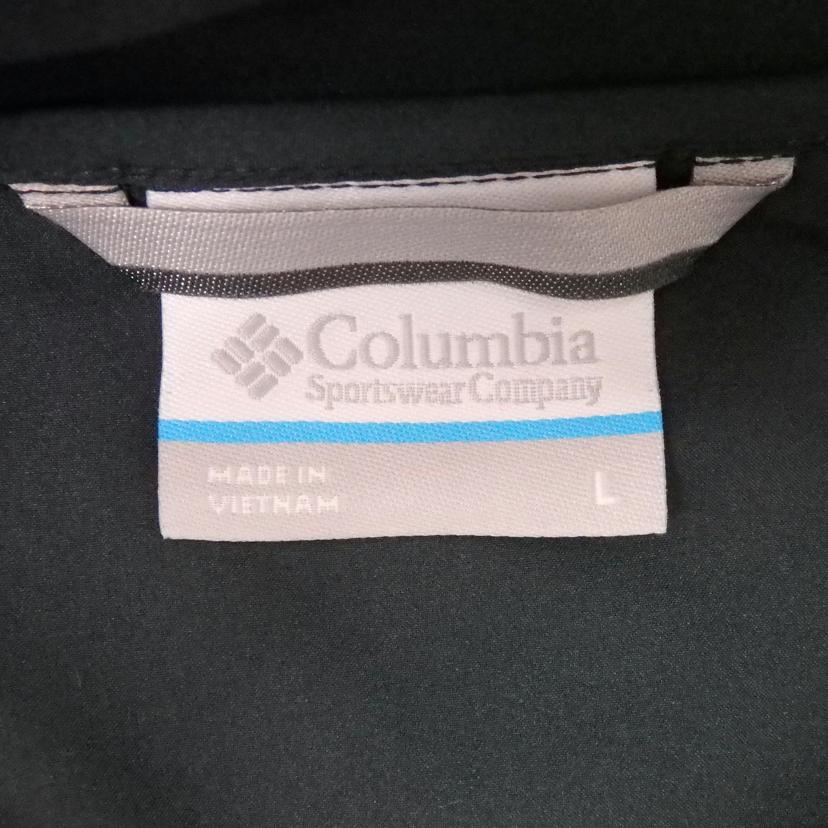 Columbia
Sportswear Company
MADE IN
VIETNAM
L